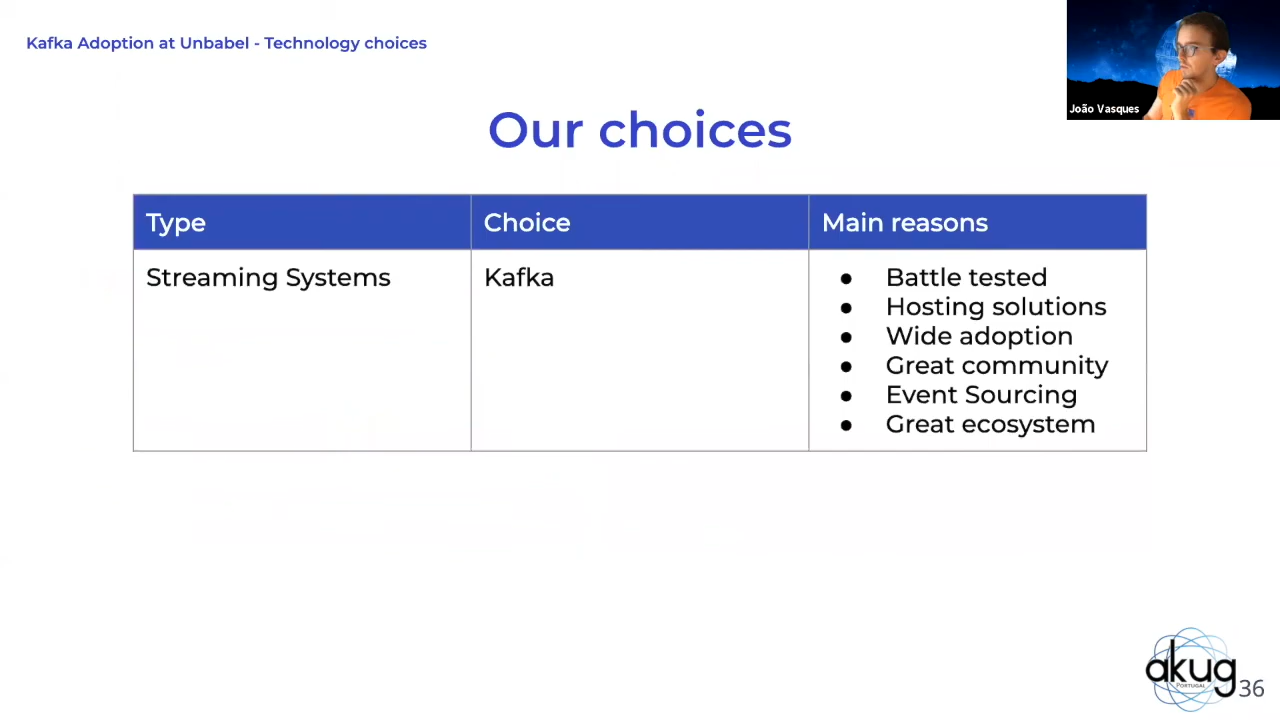 Kafka Adoption at Unbabel - Technology choices
João Vasques
Our choices
Type Choice Main reasons
Streaming Systems Kafka ● Battle tested
● Hosting solutions
● Wide adoption
● Great community
● Event Sourcing
● Great ecosystem
akug
PORTUGAL
36